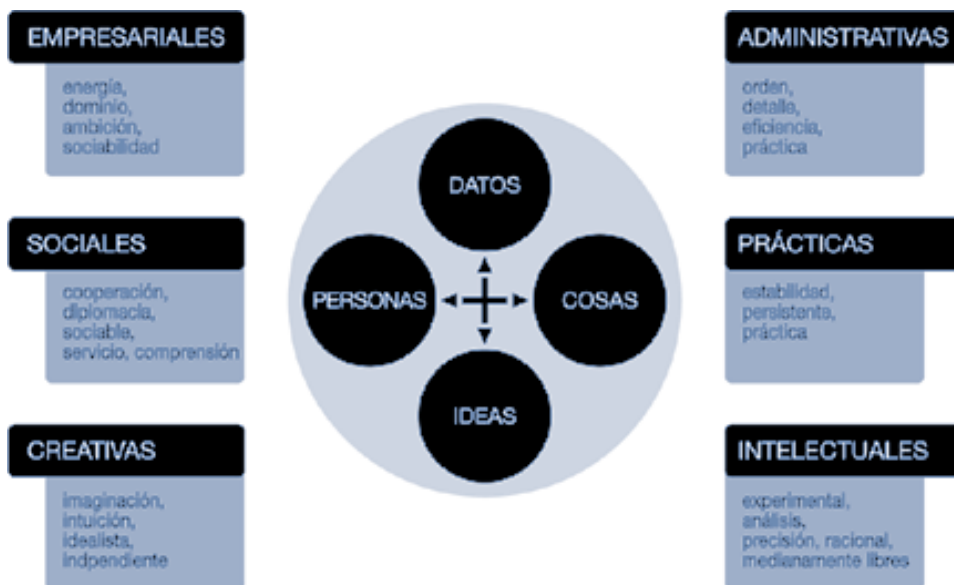 EMPRESARIALES
energía,
dominio,
ambición,
sociabilidad
SOCIALES
cooperación,
diplomacia,
sociable,
servicio, comprensión
CREATIVAS
imaginación,
intuición,
idealista,
indpendiente
DATOS
PERSONAS
COSAS
IDEAS
ADMINISTRATIVAS
orden,
detalle,
eficiencia,
práctica
PRÁCTICAS
estabilidad,
persistente,
práctica
INTELECTUALES
experimental,
análisis,
precisión, racional,
medianamente libres